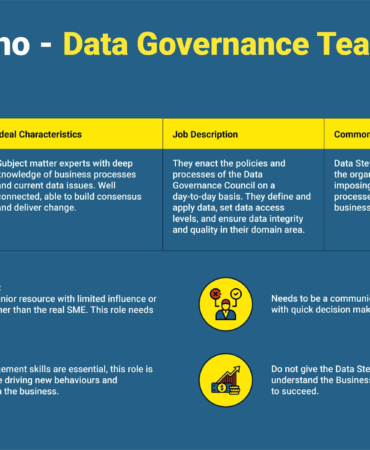 Data Governance
deal Characteristics
Job Description
Common
Subject matter experts with deep
knowledge of business processes
and current data issues. Well
connected, able to build consensus
and deliver change.
They enact the policies and
processes of the Data
Governance Council on a
day-to-day basis. They define and
apply data, set data access
levels, and ensure data integrity
and quality in their domain area.
Data Ste
the organ
imposing
processe
business
nior resource with limited influence or
her than the real SME. This role needs
Needs to be a communic
with quick decision mak
ement skills are essential, this role is
e driving new behaviours and
the business.
Do not give the Data Ste
understand the Business
to succeed.